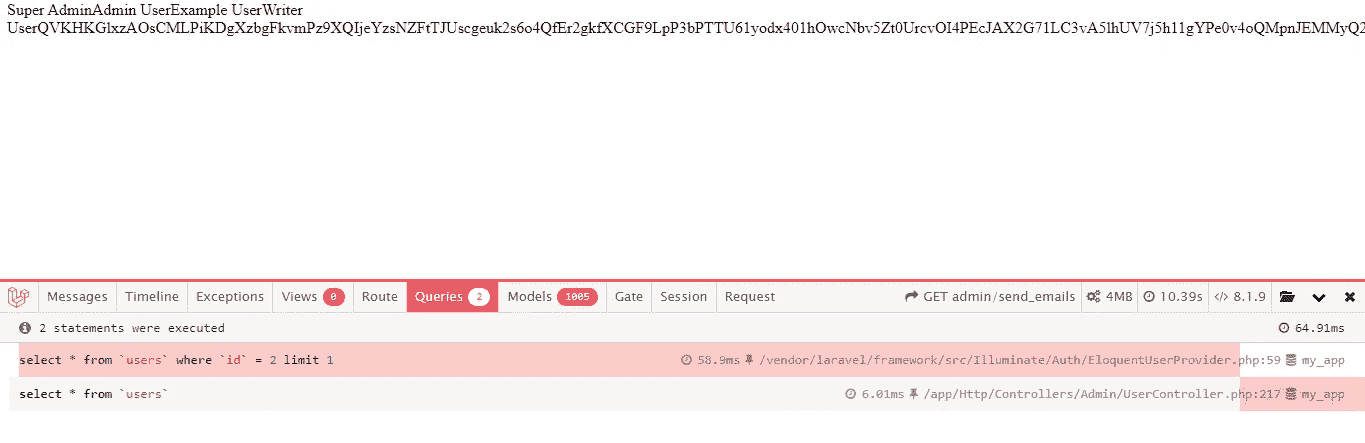 Super AdminAdmin UserExample UserWriter
UserQVKHKGlxzAOsCMLPiKDgXzbgFkvmPz9XQIjeYzsNZFtTJUscgeuk2s6o4QfEr2gkfXCGF9LpP3bPTTU61yodx401hOwcNbv5Zt0UrcvOI4PEcJAX2G71LC3vA5lhUV7j5h11gYPe0v4oQMpnJEMMyQ2
Messages Timeline Exceptions Views 0 Route Queries 2 Models 1005 Gate Session Request GET admin/send_emails 4MB 10.39s 8.1.9
2 statements were executed 64.91ms
select * from `users` where `id` = 2 limit 1 58.9ms /vendor/laravel/framework/src/Illuminate/Auth/EloquentUserProvider.php:59 my_app
select * from `users` 6.01ms /app/Http/Controllers/Admin/UserController.php:217 my_app